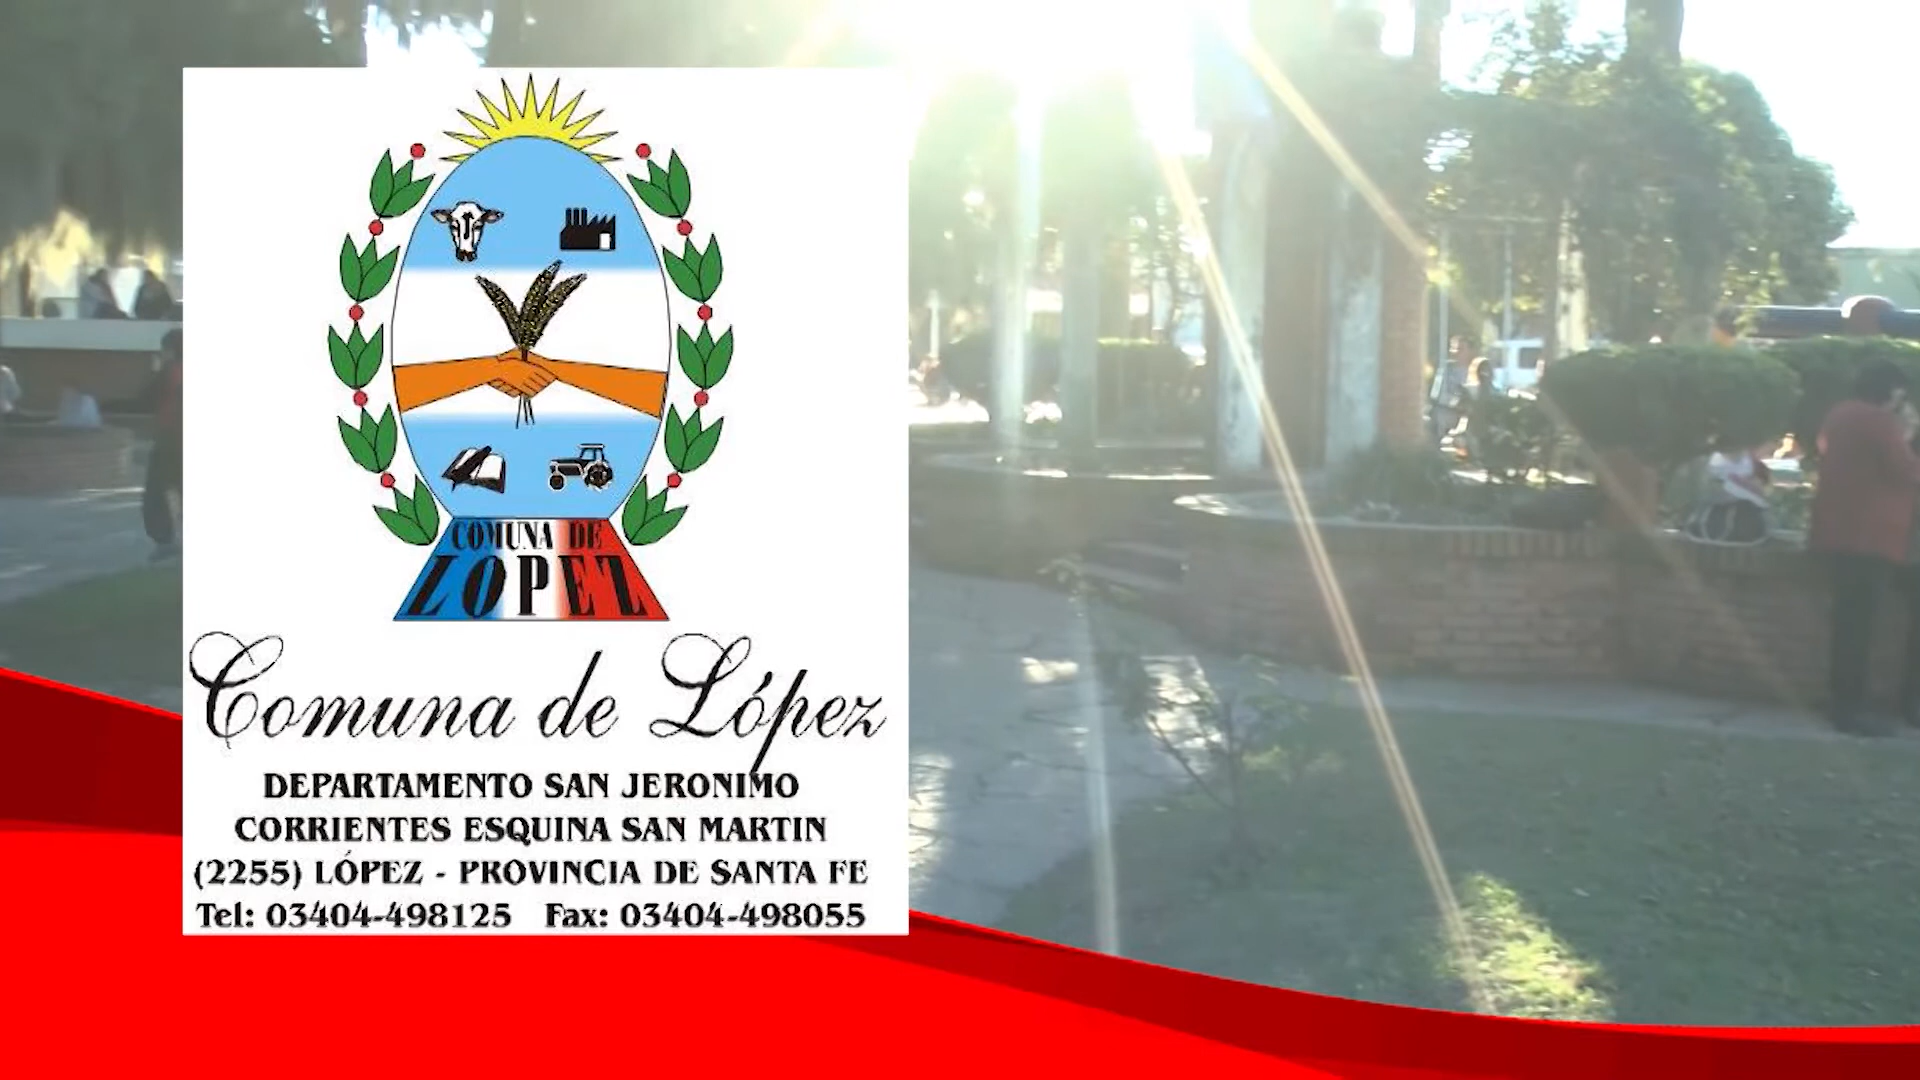 COMUNA DE
LOPEZ
Comuna de López
DEPARTAMENTO SAN JERONIMO
CORRIENTES ESQUINA SAN MARTIN
(2255) LÓPEZ - PROVINCIA DE SANTA FE
Tel: 03404-498125 Fax: 03404-498055